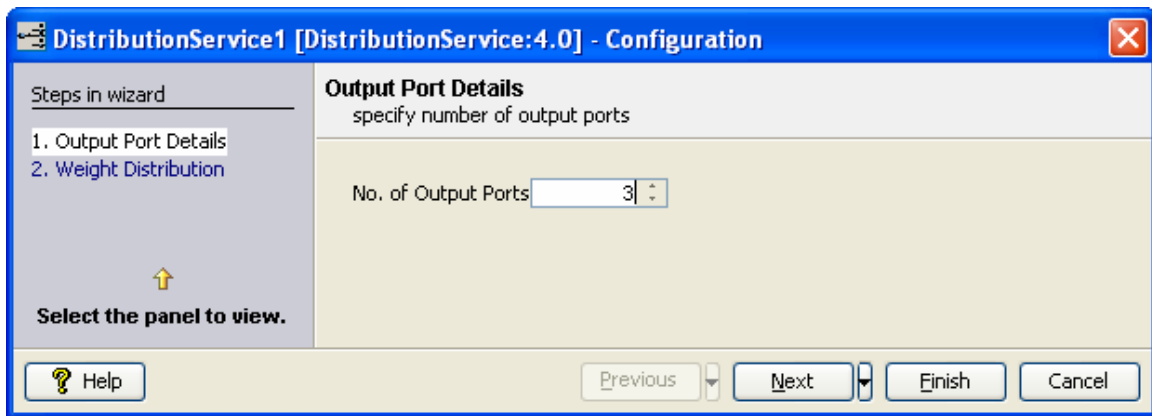 DistributionService1 [DistributionService:4.0] - Configuration
Steps in wizard
1. Output Port Details
2. Weight Distribution
Select the panel to view.
Output Port Details
specify number of output ports
No. of Output Ports 3
Help
Previous
Next
Finish
Cancel